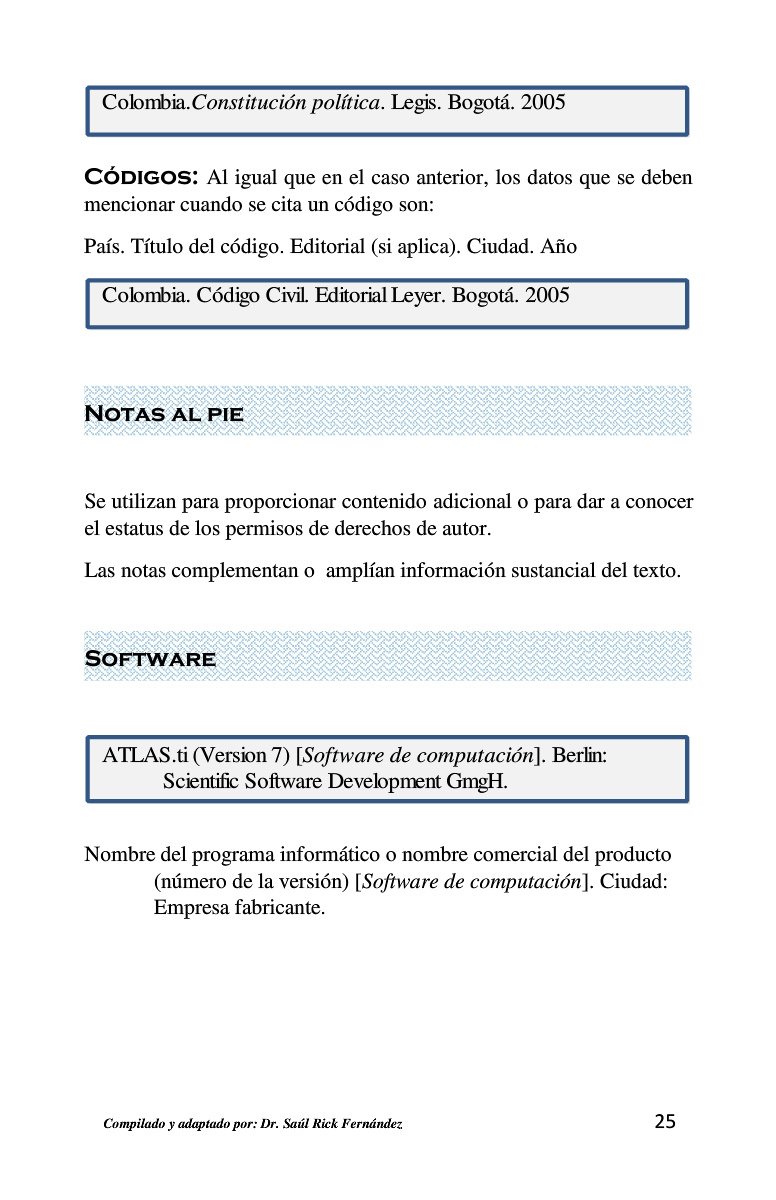 Colombia.Constitución política. Legis. Bogotá. 2005
CÓDIGOS: Al igual que en el caso anterior, los datos que se deben
mencionar cuando se cita un código son:
País. Título del código. Editorial (si aplica). Ciudad. Año
Colombia. Código Civil. Editorial Leyer. Bogotá. 2005
NOTAS AL PIE
Se utilizan para proporcionar contenido adicional o para dar a conocer
el estatus de los permisos de derechos de autor.
Las notas complementan o  amplían información sustancial del texto.
SOFTWARE
ATLAS.ti (Version 7) [Software de computación]. Berlin:
Scientific Software Development GmgH.
Nombre del programa informático o nombre comercial del producto
(número de la versión) [Software de computación]. Ciudad:
Empresa fabricante.
Compilado y adaptado por: Dr. Saúl Rick Fernández 25